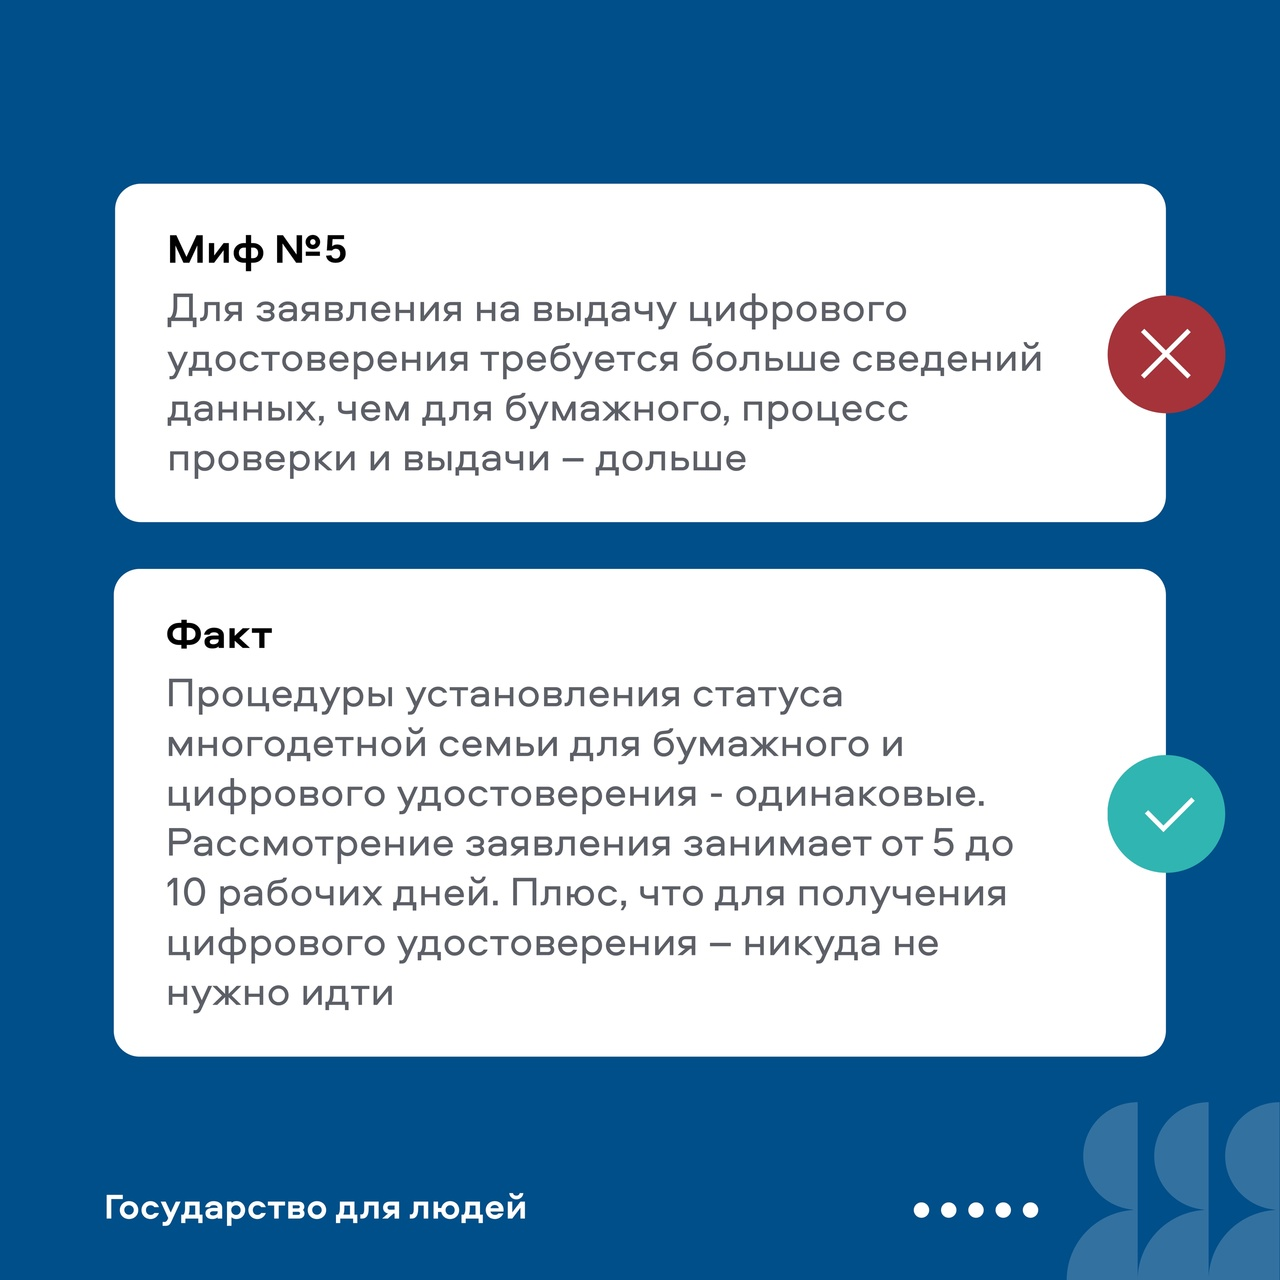 Миф №5
Для заявления на выдачу цифрового
удостоверения требуется больше сведений
данных, чем для бумажного, процесс
проверки и выдачи – дольше
Факт
Процедуры установления статуса
многодетной семьи для бумажного и
цифрового удостоверения - одинаковые.
Рассмотрение заявления занимает от 5 до
10 рабочих дней. Плюс, что для получения
цифрового удостоверения – никуда не
нужно идти
Государство для людей